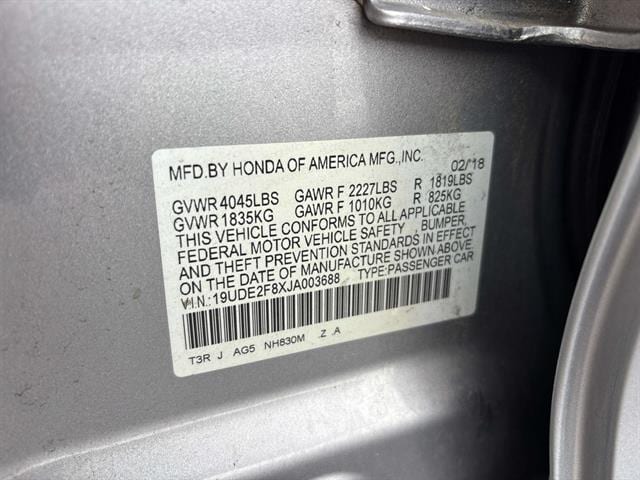 MFD.BY HONDA OF AMERICA MFG.,INC. 02/18
GVWR 4045LBS GAWR F 2227LBS R 1819LBS
GVWR 1835KG GAWR F 1010KG R 825KG
THIS VEHICLE CONFORMS TO ALL APPLICABLE
FEDERAL MOTOR VEHICLE SAFETY BUMPER,
AND THEFT PREVENTION STANDARDS IN EFFECT
ON THE DATE OF MANUFACTURE SHOWN ABOVE.
V.I.N.: 19UDE2F8XJA003688 TYPE:PASSENGER CAR
T3R J AG5 NH830M .Z .A